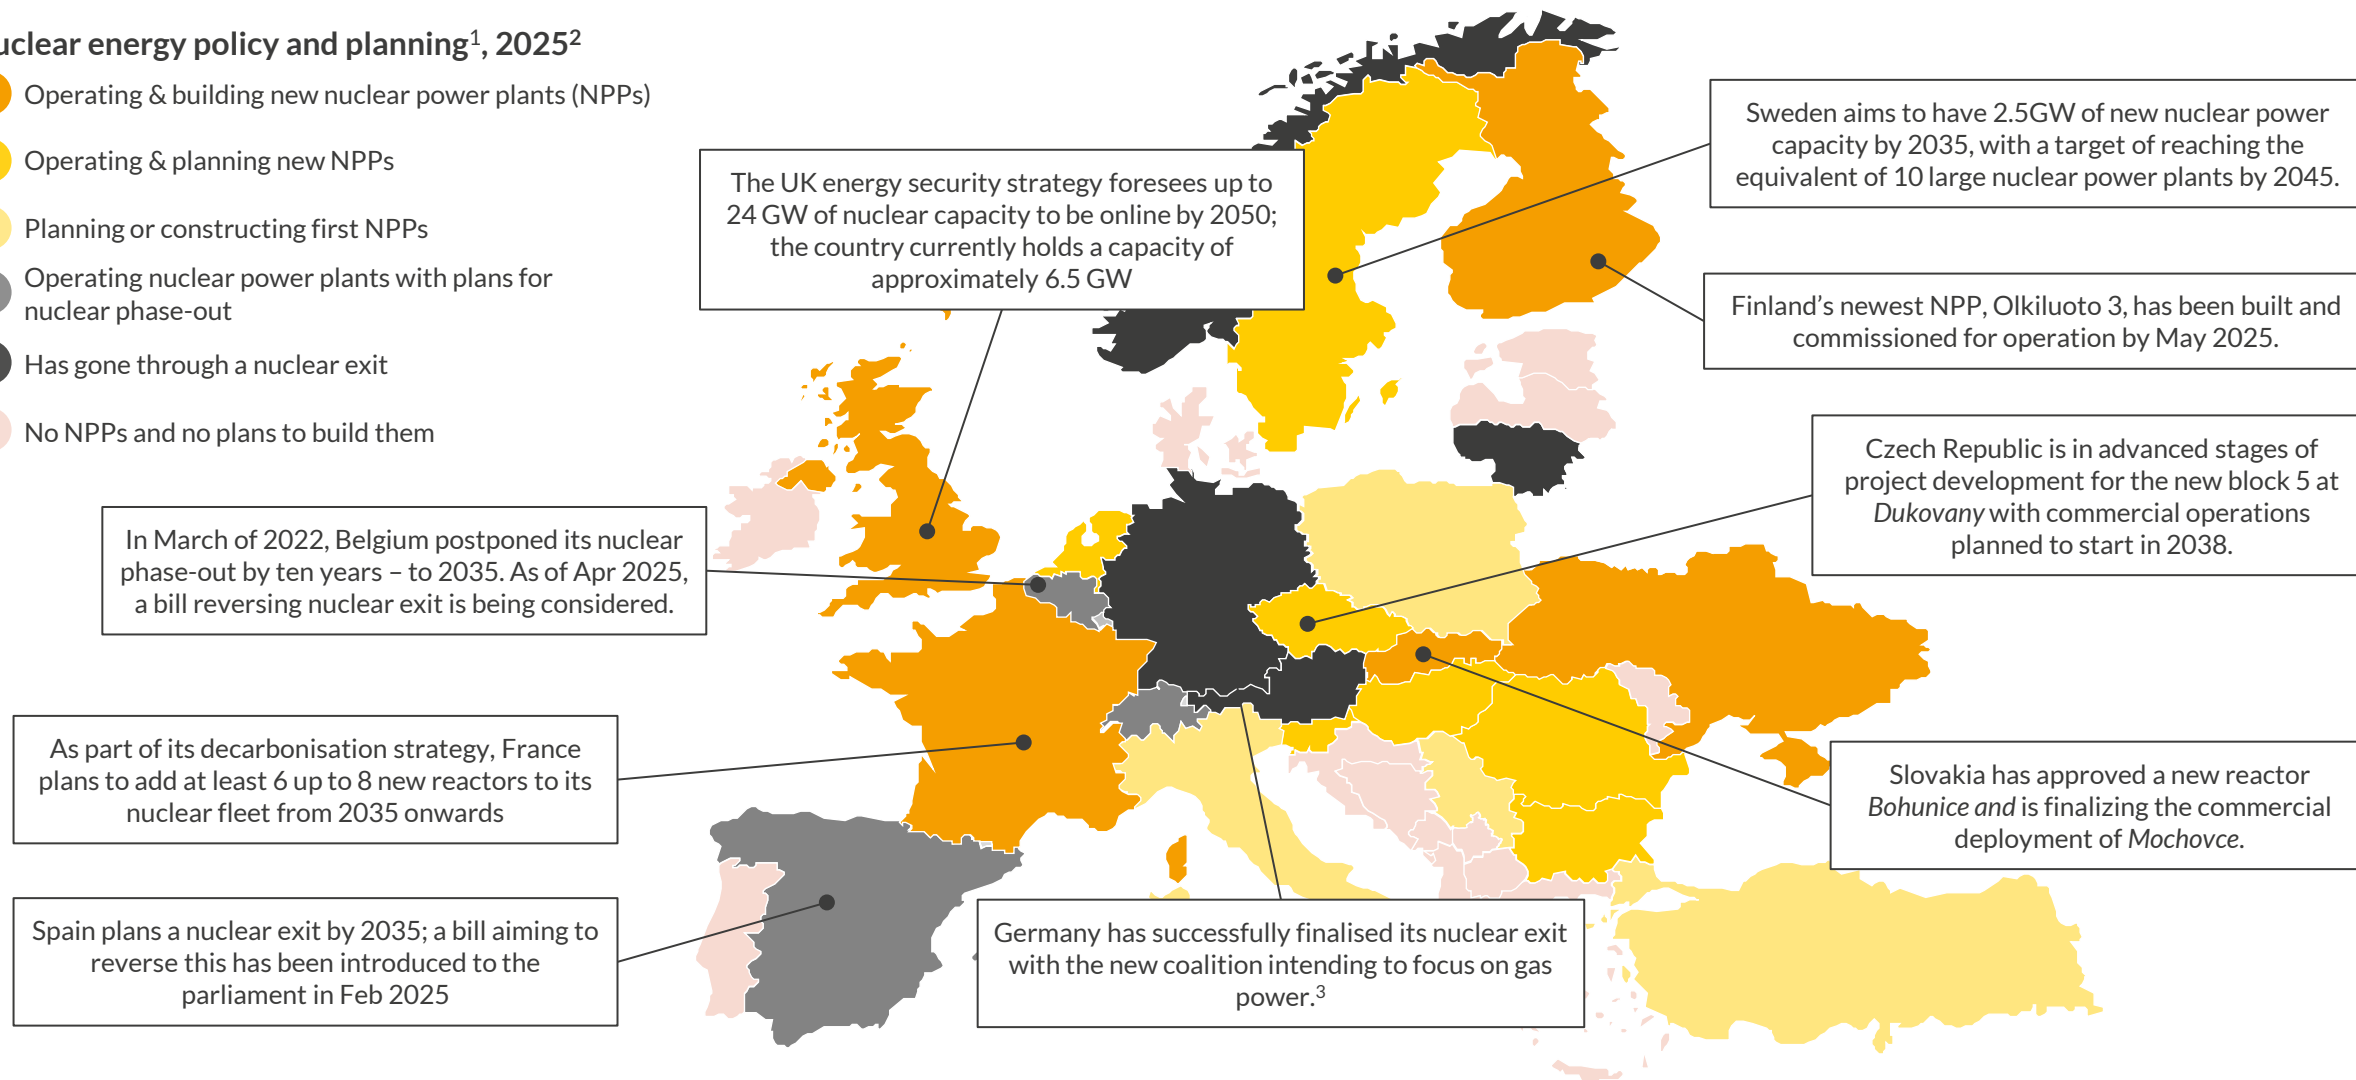 uclear energy policy and planning¹, 2025²
Operating & building new nuclear power plants (NPPs)
Operating & planning new NPPs
Planning or constructing first NPPs
Operating nuclear power plants with plans for
nuclear phase-out
Has gone through a nuclear exit
No NPPs and no plans to build them
The UK energy security strategy foresees up to
24 GW of nuclear capacity to be online by 2050;
the country currently holds a capacity of
approximately 6.5 GW
Sweden aims to have 2.5GW of new nuclear power
capacity by 2035, with a target of reaching the
equivalent of 10 large nuclear power plants by 2045.
Finland’s newest NPP, Olkiluoto 3, has been built and
commissioned for operation by May 2025.
Czech Republic is in advanced stages of
project development for the new block 5 at
Dukovany with commercial operations
planned to start in 2038.
In March of 2022, Belgium postponed its nuclear
phase-out by ten years – to 2035. As of Apr 2025,
a bill reversing nuclear exit is being considered.
As part of its decarbonisation strategy, France
plans to add at least 6 up to 8 new reactors to its
nuclear fleet from 2035 onwards
Slovakia has approved a new reactor
Bohunice and is finalizing the commercial
deployment of Mochovce.
Spain plans a nuclear exit by 2035; a bill aiming to
reverse this has been introduced to the
parliament in Feb 2025
Germany has successfully finalised its nuclear exit
with the new coalition intending to focus on gas
power.³